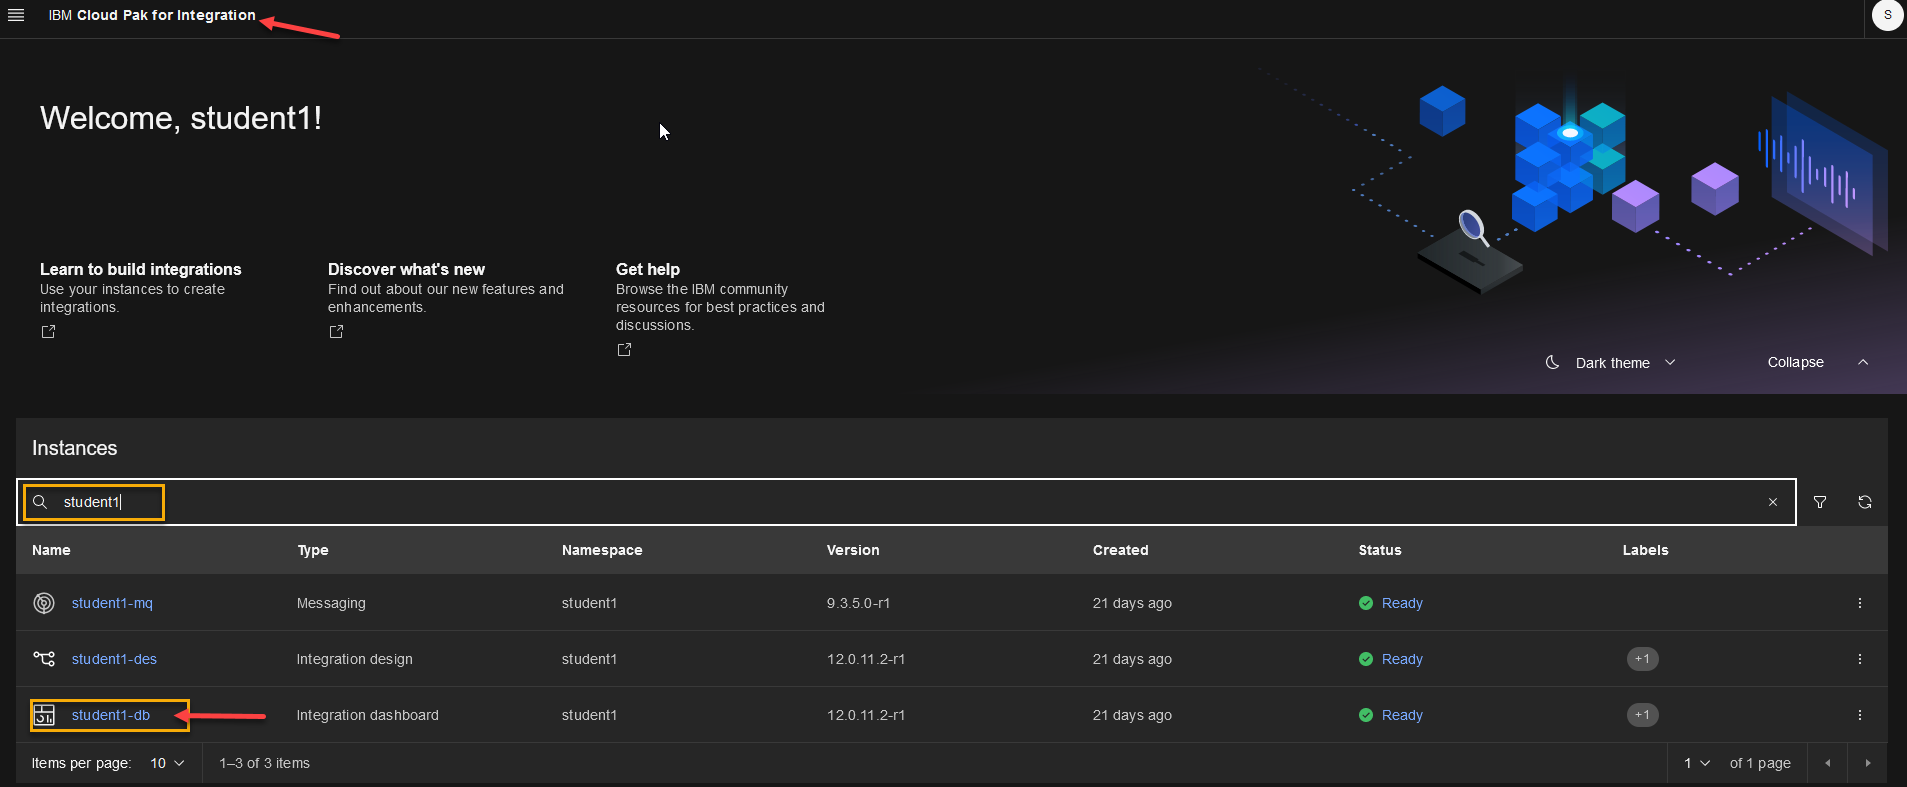 IBM Cloud Pak for Integration
S
Welcome, student1!
Learn to build integrations
Use your instances to create
integrations.
Discover what's new
Find out about our new features and
enhancements.
Get help
Browse the IBM community
resources for best practices and
discussions.
Dark theme
Collapse
Instances
student1
Name Type Namespace Version Created Status Labels
student1-mq Messaging student1 9.3.5.0-r1 21 days ago Ready
student1-des Integration design student1 12.0.11.2-r1 21 days ago Ready +1
student1-db Integration dashboard student1 12.0.11.2-r1 21 days ago Ready +1
Items per page: 10 1–3 of 3 items 1 of 1 page